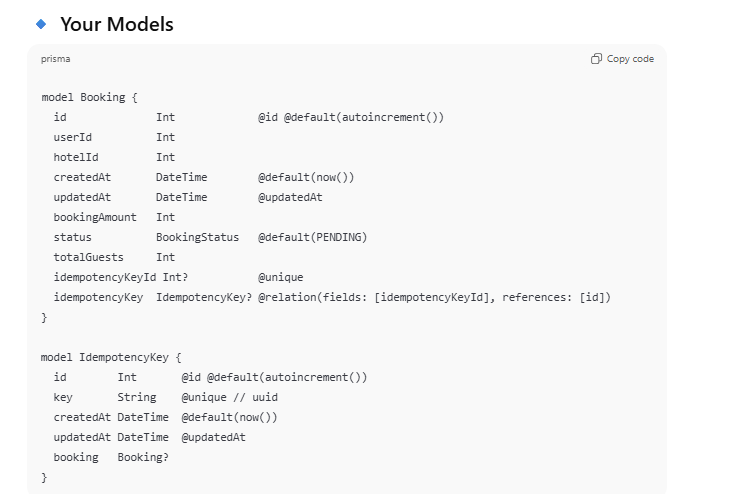 Your Models
prisma
Copy code
model Booking {
  id              Int             @id @default(autoincrement())
  userId          Int
  hotelId         Int
  createdAt       DateTime        @default(now())
  updatedAt       DateTime        @updatedAt
  bookingAmount   Int
  status          BookingStatus   @default(PENDING)
  totalGuests     Int
  idempotencyKeyId Int?           @unique
  idempotencyKey  IdempotencyKey? @relation(fields: [idempotencyKeyId], references: [id])
}
model IdempotencyKey {
  id        Int       @id @default(autoincrement())
  key       String    @unique // uuid
  createdAt DateTime  @default(now())
  updatedAt DateTime  @updatedAt
  booking   Booking?
}